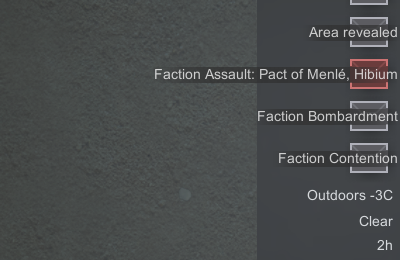 Area revealed
Faction Assault: Pact of Menlé, Hibium
Faction Bombardment
Faction Contention
Outdoors -3C
Clear
2h